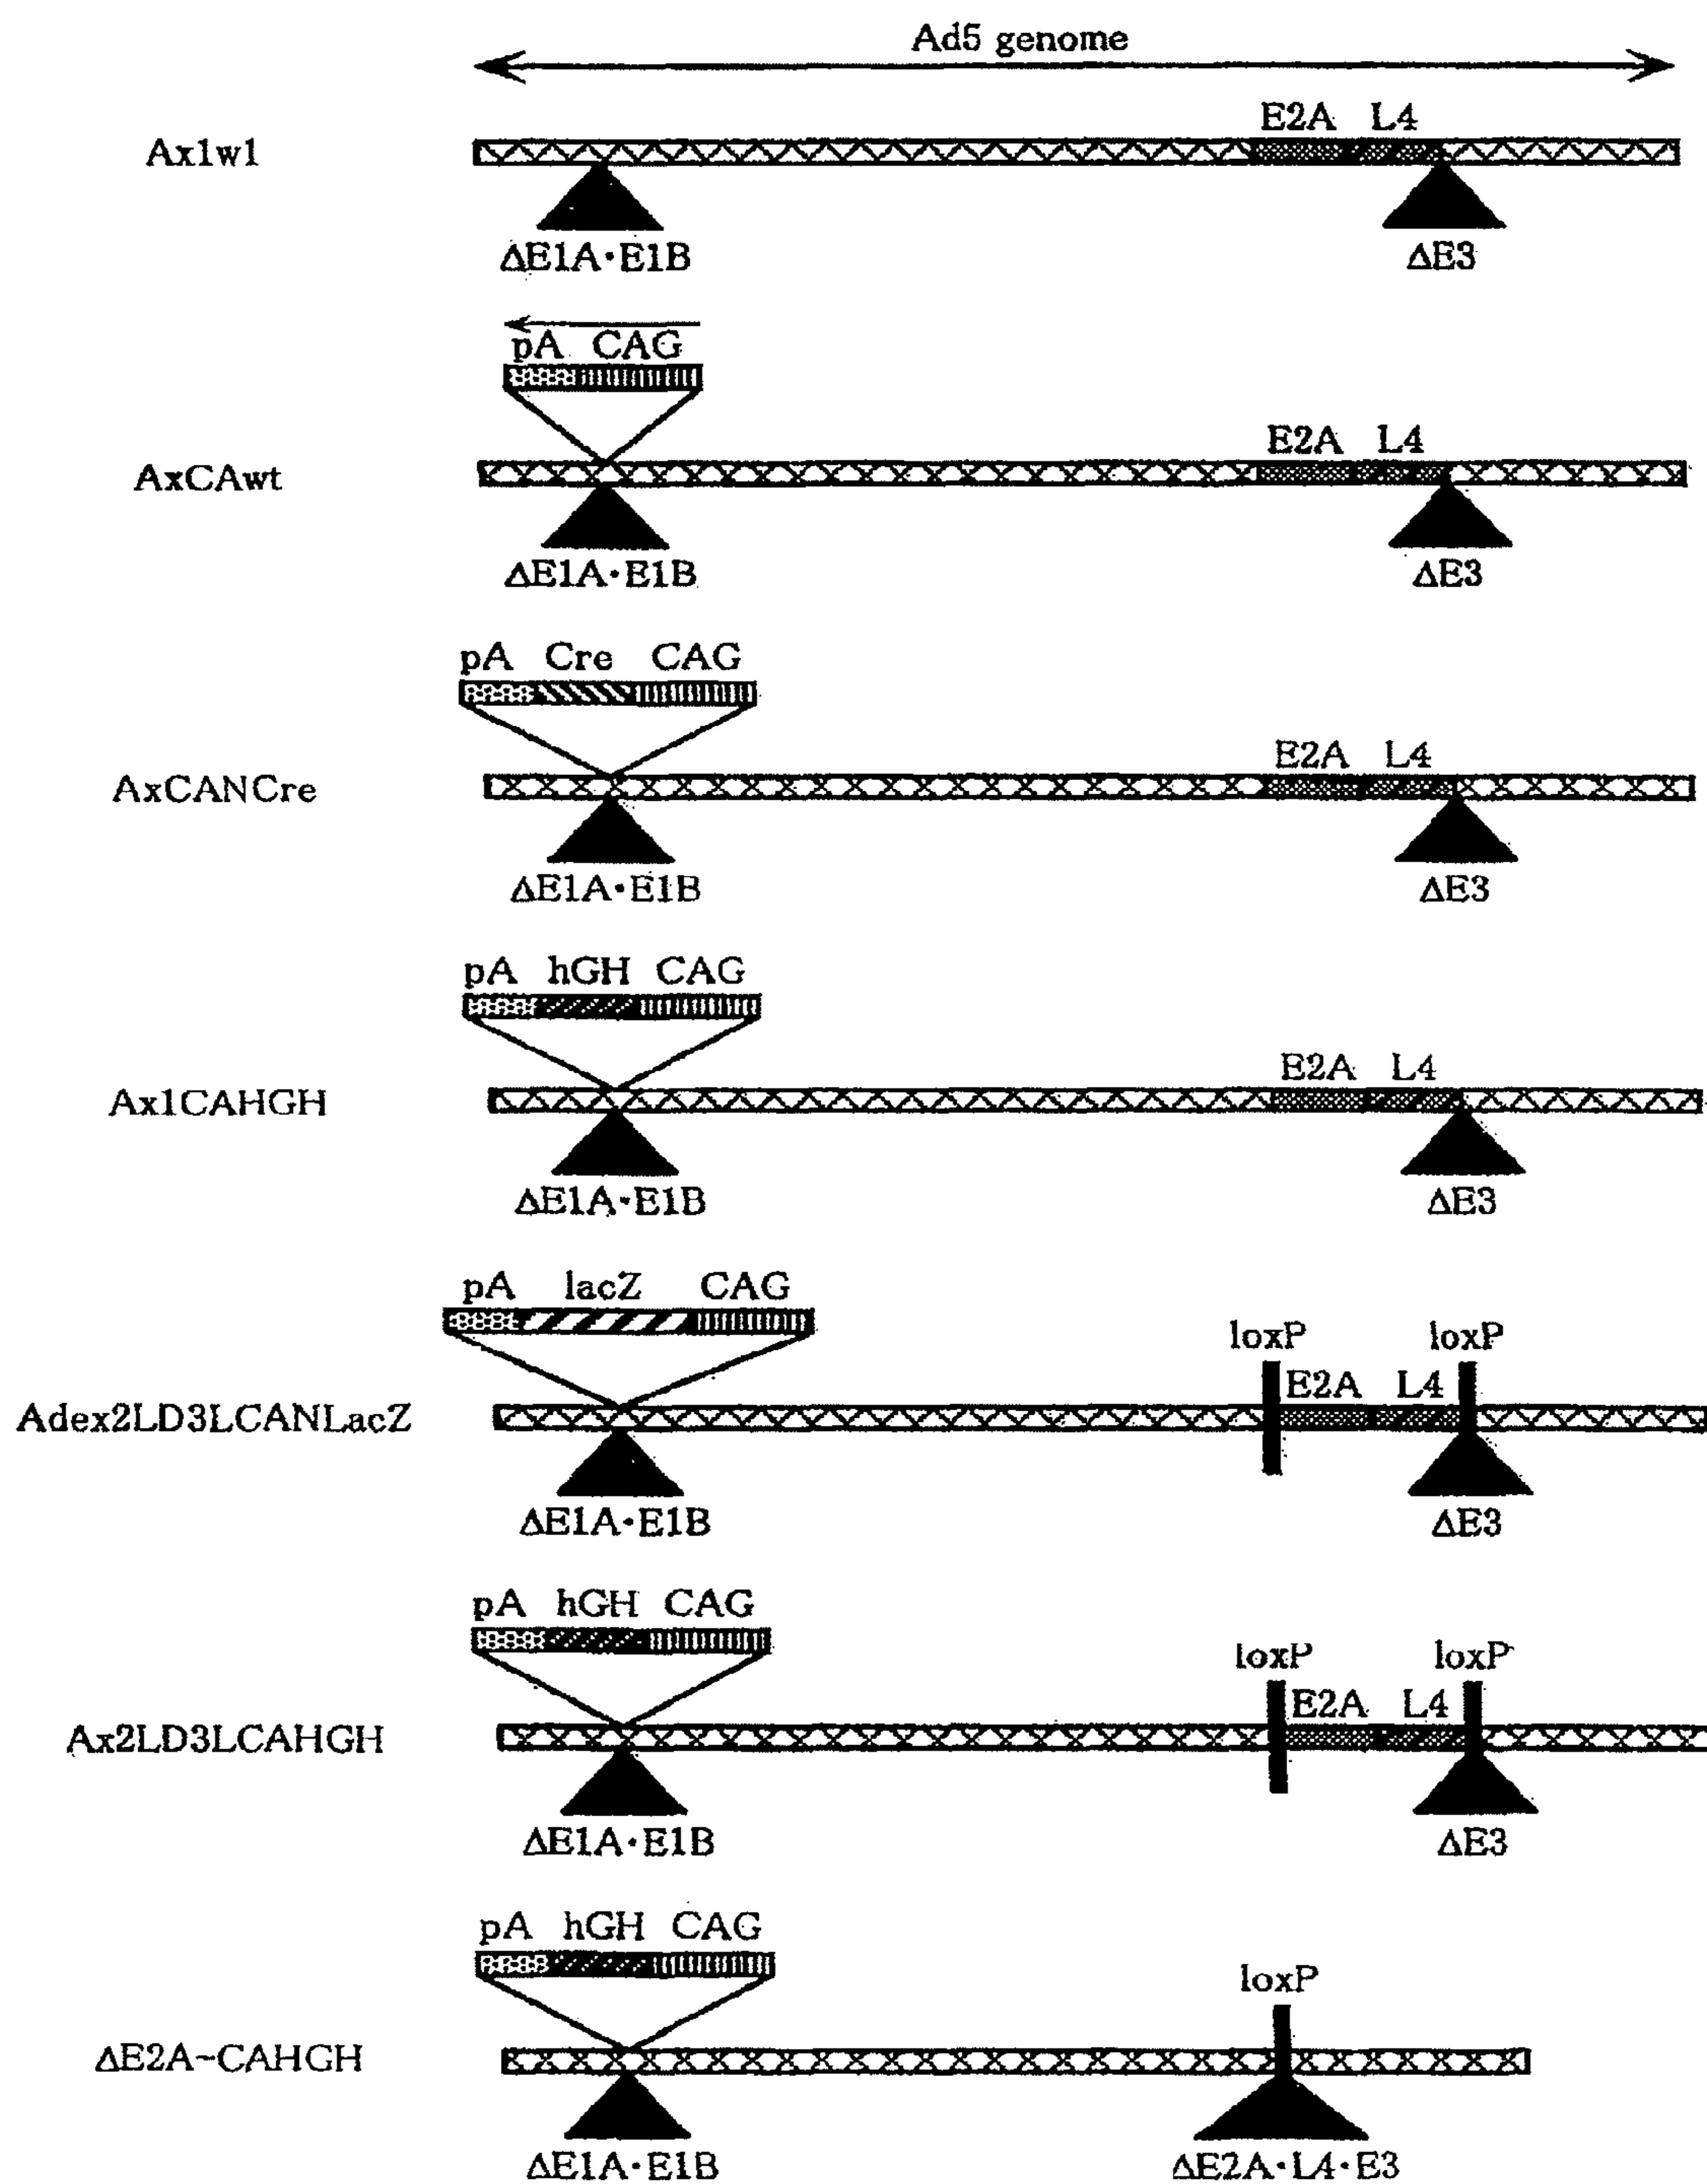 Ad5 genome
E2A L4
Ax1w1
ΔE1A·E1B ΔE3
pA CAG
E2A L4
AxCAwt
ΔE1A·E1B ΔE3
pA Cre CAG
E2A L4
AxCANCre
ΔE1A·E1B ΔE3
pA hGH CAG
E2A L4
Ax1CAHGH
ΔE1A·E1B ΔE3
pA lacZ CAG
loxP loxP
E2A L4
Adex2LD3LCANLacZ
ΔE1A·E1B ΔE3
pA hGH CAG
loxP loxP
E2A L4
Ax2LD3LCAHGH
ΔE1A·E1B ΔE3
pA hGH CAG
loxP
ΔE2A~CAHGH
ΔE1A·E1B ΔE2A·L4·E3